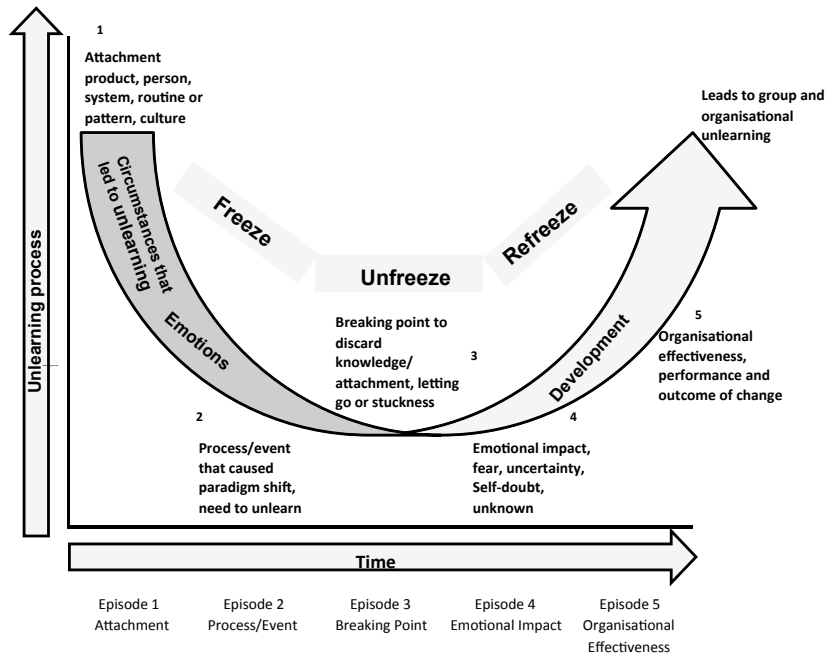 1
Attachment
product, person,
system, routine or
pattern, culture
Leads to group and
organisational
unlearning
Circumstances that
led to unlearning
Emotions
Freeze
Unfreeze
Refreeze
Unlearning process
Breaking point to
discard
knowledge/
attachment, letting
go or stuckness
3
Development
5
Organisational
effectiveness,
performance and
outcome of change
2
Process/event
that caused
paradigm shift,
need to unlearn
4
Emotional impact,
fear, uncertainty,
Self-doubt,
unknown
Time
Episode 1
Attachment
Episode 2
Process/Event
Episode 3
Breaking Point
Episode 4
Emotional Impact
Episode 5
Organisational
Effectiveness